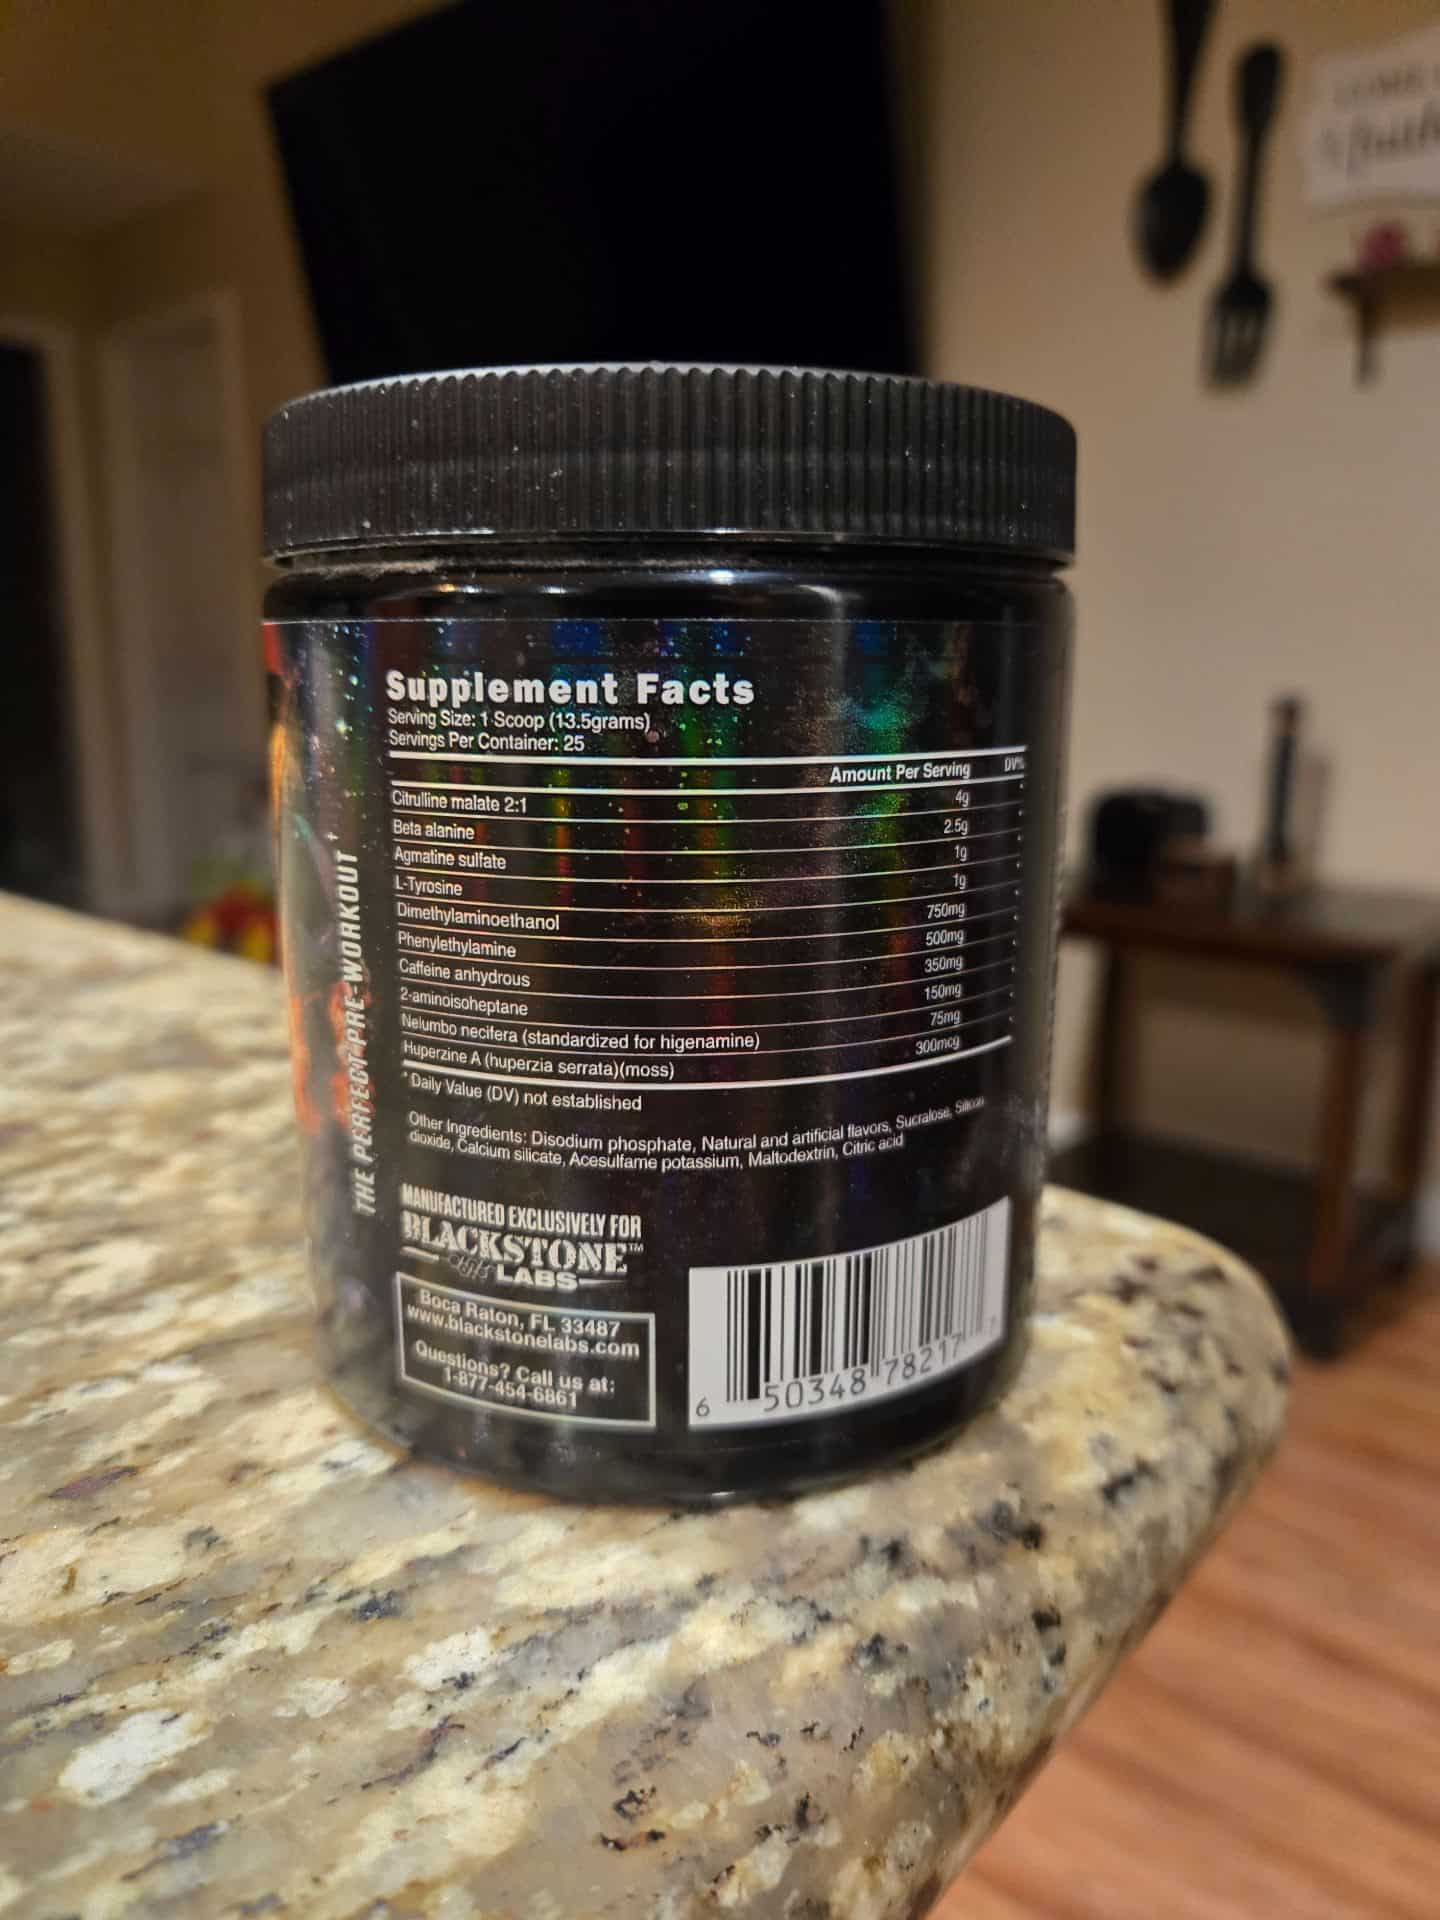 Supplement Facts
Serving Size: 1 Scoop (13.5grams)
Servings Per Container: 25
Amount Per Serving DV%
Citrulline malate 2:1 4g *
Beta alanine 2.5g *
Agmatine sulfate 1g *
L-Tyrosine 1g *
Dimethylaminoethanol 750mg *
Phenylethylamine 500mg *
Caffeine anhydrous 350mg *
2-aminoisoheptane 150mg *
Nelumbo necifera (standardized for higenamine) 75mg *
Huperzine A (huperzia serrata)(moss) 300mcg *
* Daily Value (DV) not established
Other Ingredients: Disodium phosphate, Natural and artificial flavors, Sucralose, Silicon
dioxide, Calcium silicate, Acesulfame potassium, Maltodextrin, Citric acid
MANUFACTURED EXCLUSIVELY FOR
BLACKSTONE™
LABS
Boca Raton, FL 33487
www.blackstonelabs.com
Questions? Call us at:
1-877-454-6861
6 50348 78217
THE PERFECT PRE-WORKOUT†